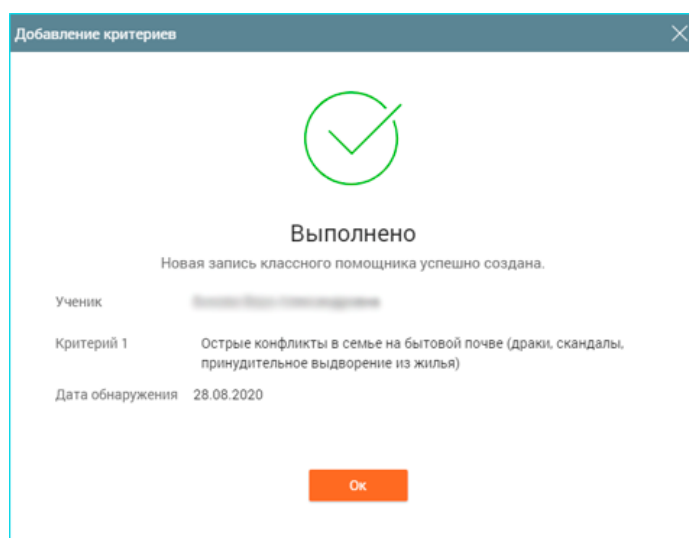 Добавление критериев
Выполнено
Новая запись классного помощника успешно создана.
Ученик
Критерий 1 Острые конфликты в семье на бытовой почве (драки, скандалы,
принудительное выдворение из жилья)
Дата обнаружения 28.08.2020
Ок